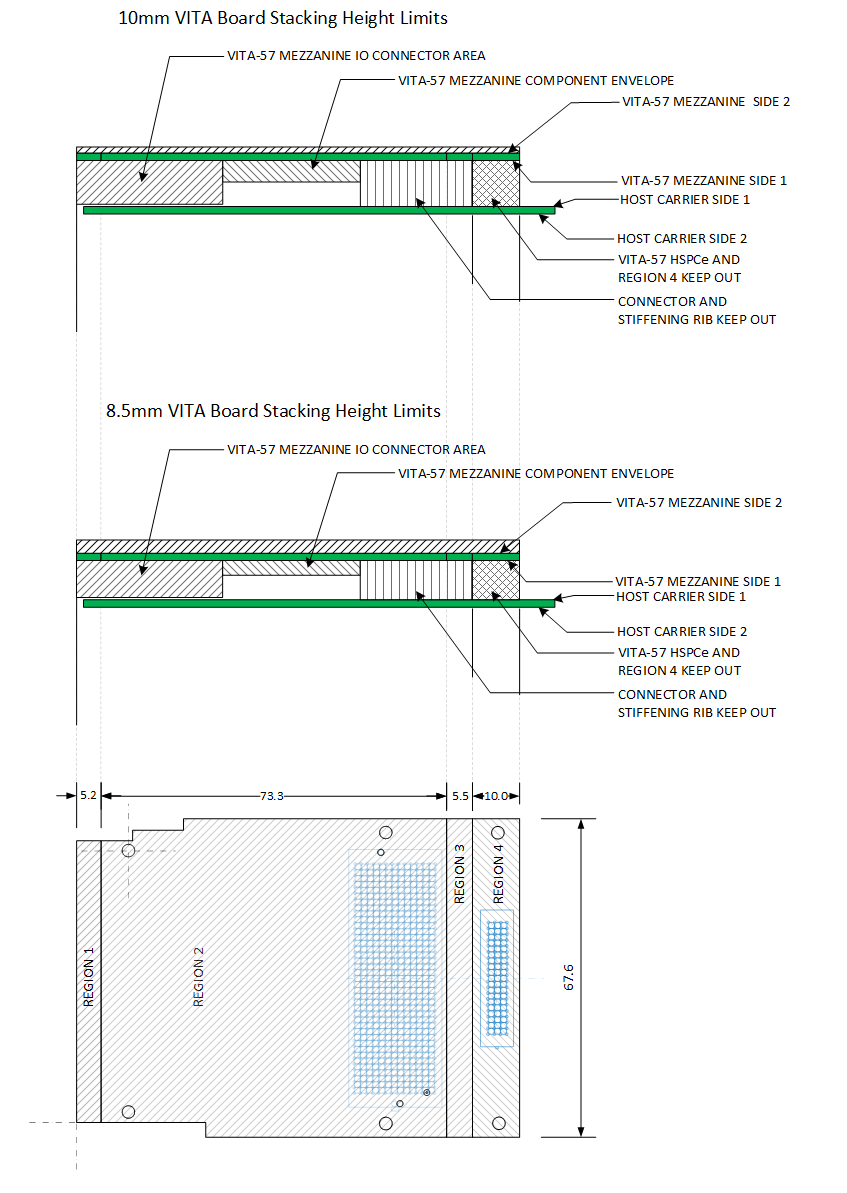 10mm VITA Board Stacking Height Limits
VITA-57 MEZZANINE IO CONNECTOR AREA
VITA-57 MEZZANINE COMPONENT ENVELOPE
VITA-57 MEZZANINE  SIDE 2
VITA-57 MEZZANINE SIDE 1
HOST CARRIER SIDE 1
HOST CARRIER SIDE 2
VITA-57 HSPCe AND
REGION 4 KEEP OUT
CONNECTOR AND
STIFFENING RIB KEEP OUT
8.5mm VITA Board Stacking Height Limits
VITA-57 MEZZANINE IO CONNECTOR AREA
VITA-57 MEZZANINE COMPONENT ENVELOPE
VITA-57 MEZZANINE SIDE 2
VITA-57 MEZZANINE SIDE 1
HOST CARRIER SIDE 1
HOST CARRIER SIDE 2
VITA-57 HSPCe AND
REGION 4 KEEP OUT
CONNECTOR AND
STIFFENING RIB KEEP OUT
5.2
73.3
5.5
10.0
REGION 1
REGION 2
REGION 3
REGION 4
67.6